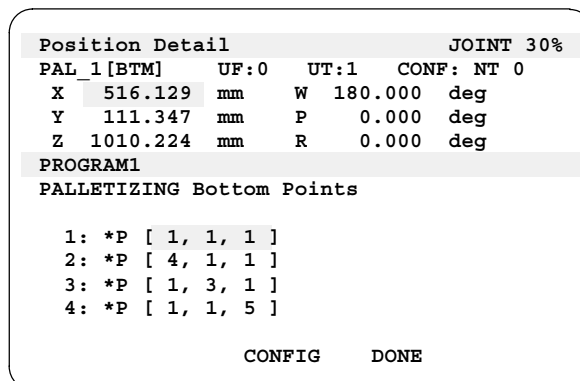 Position Detail JOINT 30%
PAL_1[BTM] UF:0 UT:1 CONF: NT 0
X 516.129 mm W 180.000 deg
Y 111.347 mm P 0.000 deg
Z 1010.224 mm R 0.000 deg
PROGRAM1
PALLETIZING Bottom Points
1: *P [ 1, 1, 1 ]
2: *P [ 4, 1, 1 ]
3: *P [ 1, 3, 1 ]
4: *P [ 1, 1, 5 ]
CONFIG DONE